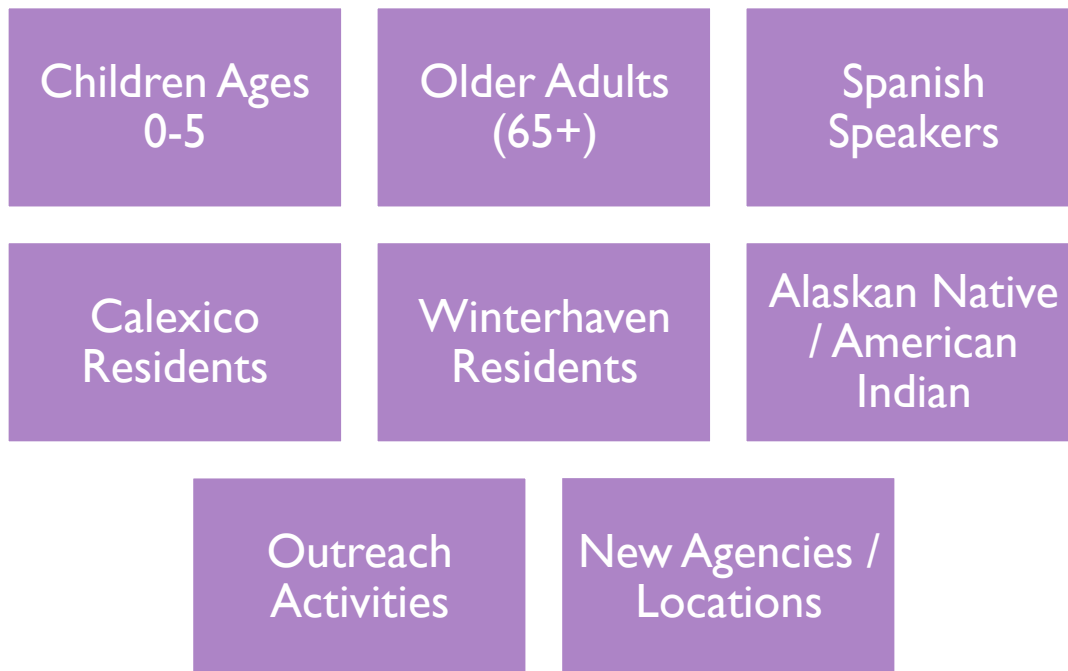 Children Ages
0-5
Older Adults
(65+)
Spanish
Speakers
Calexico
Residents
Winterhaven
Residents
Alaskan Native
/ American
Indian
Outreach
Activities
New Agencies /
Locations